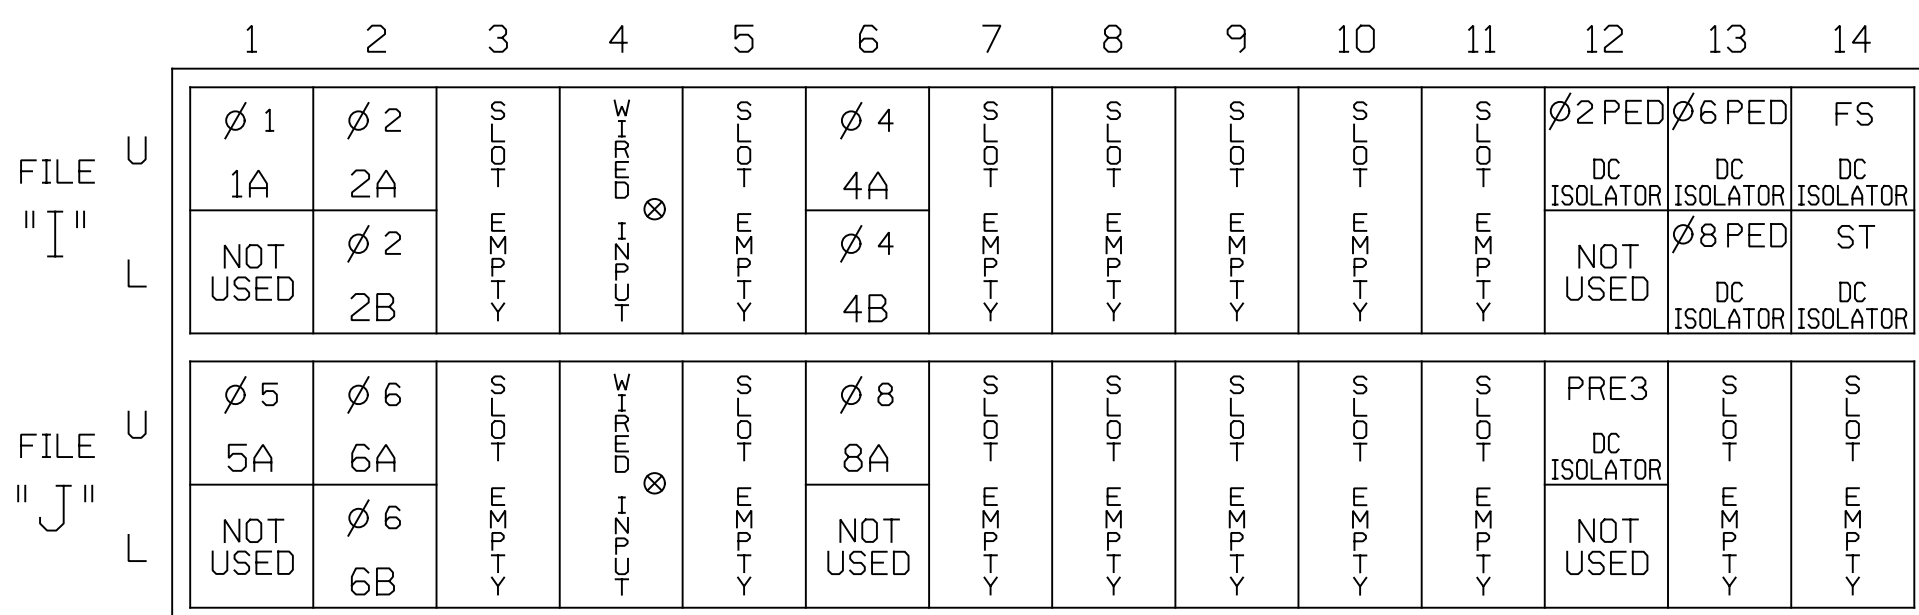 1 2 3 4 5 6 7 8 9 10 11 12 13 14
FILE "I"
U
L
Ø 1
1A
NOT USED
Ø 2
2A
Ø 2
2B
SLOT EMPTY
WIRED INPUT
SLOT EMPTY
Ø 4
4A
Ø 4
4B
SLOT EMPTY
SLOT EMPTY
SLOT EMPTY
SLOT EMPTY
SLOT EMPTY
Ø2 PED
DC
ISOLATOR
NOT
USED
Ø6 PED
DC
ISOLATOR
Ø8 PED
DC
ISOLATOR
FS
DC
ISOLATOR
ST
DC
ISOLATOR
FILE "J"
U
L
Ø 5
5A
NOT
USED
Ø 6
6A
Ø 6
6B
SLOT EMPTY
WIRED INPUT
SLOT EMPTY
Ø 8
8A
NOT
USED
SLOT EMPTY
SLOT EMPTY
SLOT EMPTY
SLOT EMPTY
SLOT EMPTY
PRE3
DC
ISOLATOR
NOT
USED
SLOT EMPTY
SLOT EMPTY